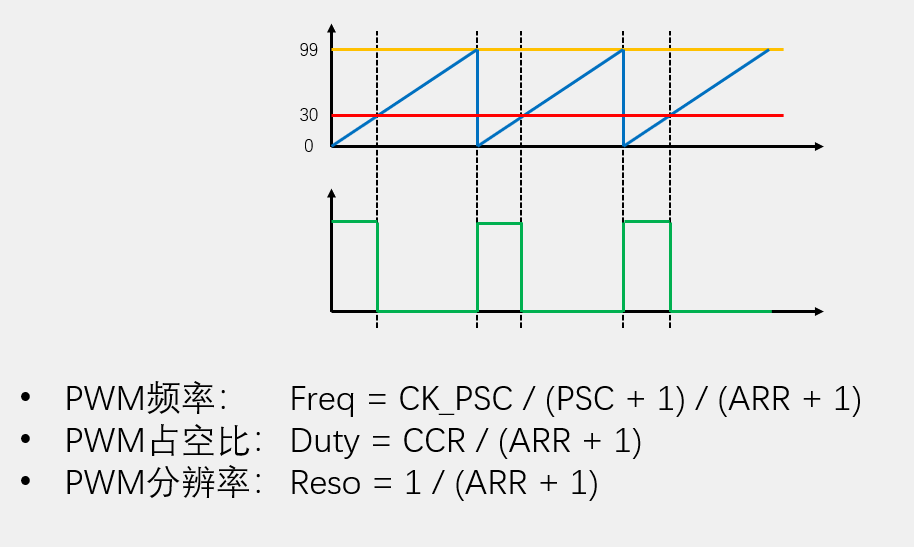 99
30
0
• PWM频率： Freq = CK_PSC / (PSC + 1) / (ARR + 1)
• PWM占空比： Duty = CCR / (ARR + 1)
• PWM分辨率： Reso = 1 / (ARR + 1)